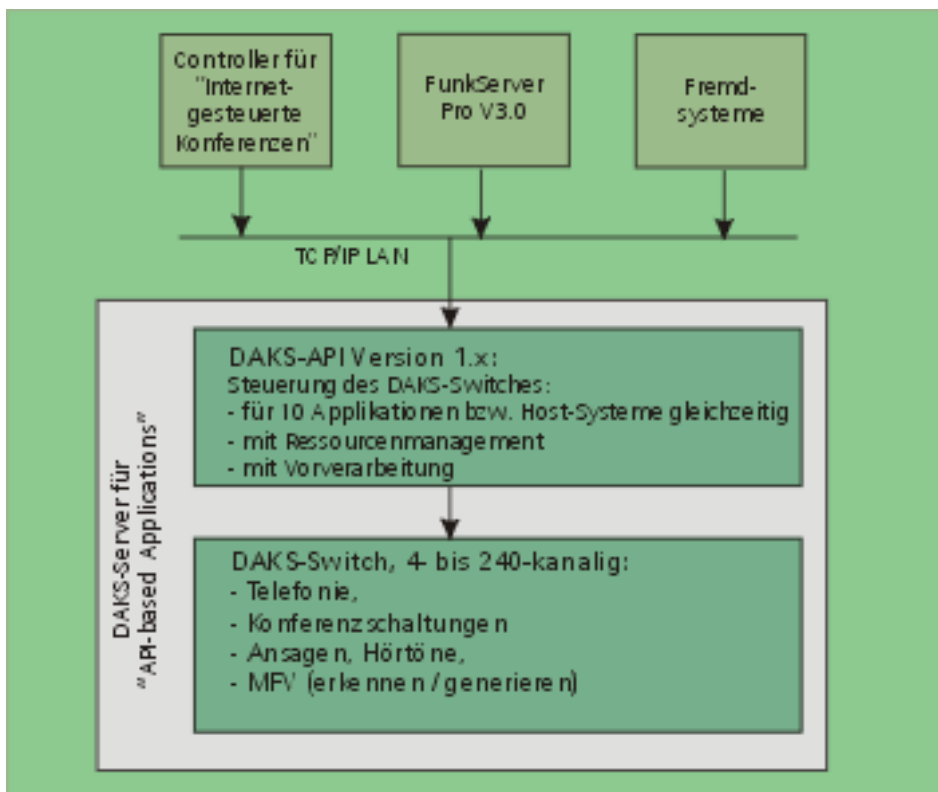 Controller für
"Internet-
gesteuerte
Konferenzen"
FunkServer
Pro V3.0
Fremd-
systeme
TCP/IP LAN
DAKS-Server für
"API-based Applications"
DAKS-API Version 1.x:
Steuerung des DAKS-Switches:
- für 10 Applikationen bzw. Host-Systeme gleichzeitig
- mit Ressourcenmanagement
- mit Vorverarbeitung
DAKS-Switch, 4- bis 240-kanalig:
- Telefonie,
- Konferenzschaltungen
- Ansagen, Hörtöne,
- MFV (erkennen / generieren)